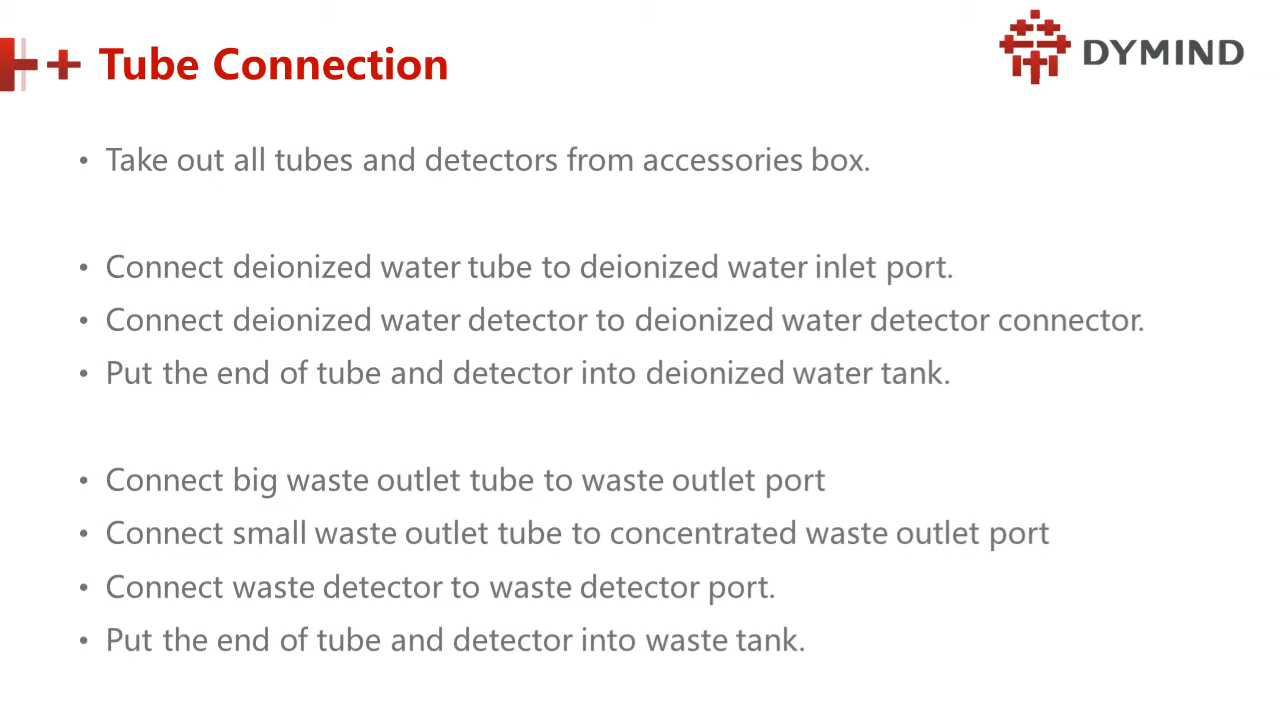 Tube Connection
DYMIND
• Take out all tubes and detectors from accessories box.
• Connect deionized water tube to deionized water inlet port.
• Connect deionized water detector to deionized water detector connector.
• Put the end of tube and detector into deionized water tank.
• Connect big waste outlet tube to waste outlet port
• Connect small waste outlet tube to concentrated waste outlet port
• Connect waste detector to waste detector port.
• Put the end of tube and detector into waste tank.